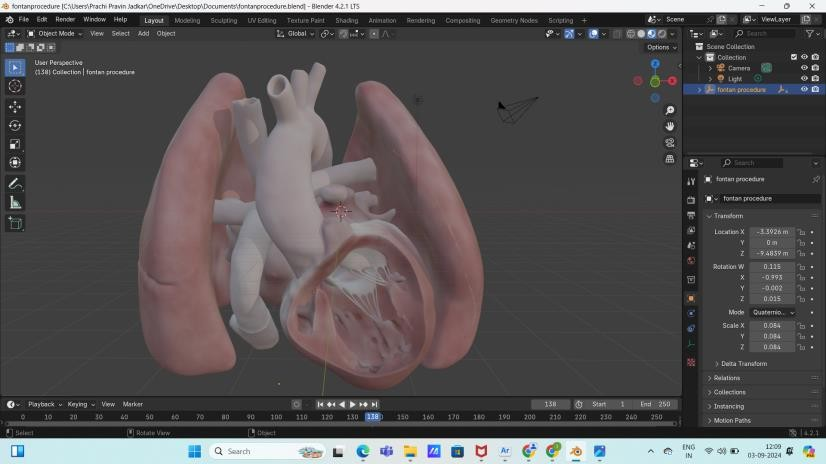 fontanprocedure [C:\Users\Prachi Pravin Jadkar\OneDrive\Desktop\Documents\fontanprocedure.blend] - Blender 4.2.1 LTS
File Edit Render Window Help Layout Modeling Sculpting UV Editing Texture Paint Shading Animation Rendering Compositing Geometry Nodes Scripting + Scene ViewLayer
Object Mode View Select Add Object Global Search
Options
User Perspective
(138) Collection | fontan procedure
Scene Collection
Collection
Camera
Light
fontan procedure
Z
X
Search
fontan procedure
fontan procedure
Transform
Location X -3.3926 m
Y 0 m
Z -9.4839 m
Rotation W 0.115
X -0.993
Y -0.002
Z 0.015
Mode Quaternio...
Scale X 0.084
Y 0.084
Z 0.084
Delta Transform
Relations
Collections
Instancing
Motion Paths
Playback Keying View Marker 138 Start 1 End 250
0 10 20 30 40 50 60 70 80 90 100 110 120 130 138 150 160 170 180 190 200 210 220 230 240 250
Select Rotate View Object 4.2.1
Search
ENG
IN
12:09
03-09-2024